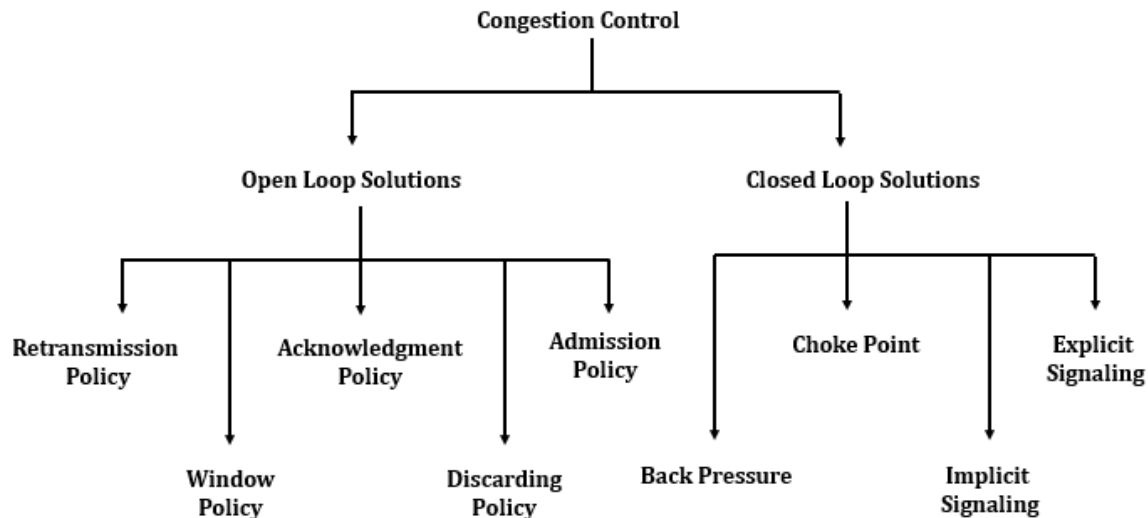 Congestion Control
Open Loop Solutions
Closed Loop Solutions
Retransmission
Policy
Acknowledgment
Policy
Admission
Policy
Choke Point
Explicit
Signaling
Window
Policy
Discarding
Policy
Back Pressure
Implicit
Signaling